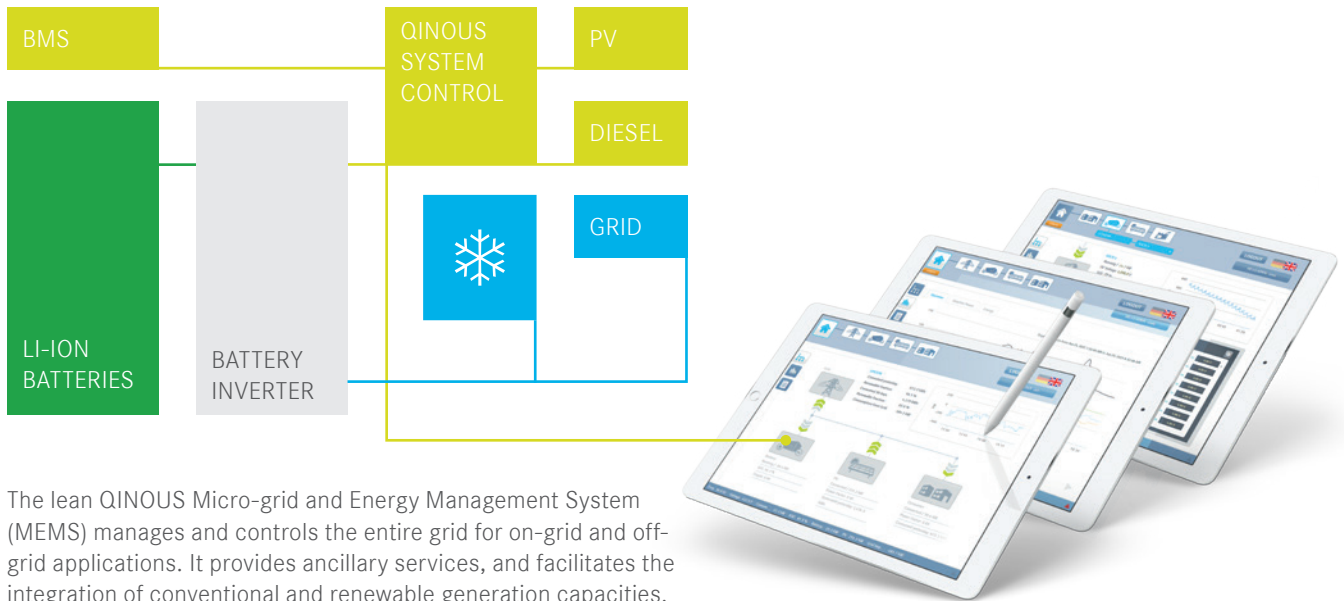 BMS
QINOUS
SYSTEM
CONTROL
PV
DIESEL
GRID
LI-ION
BATTERIES
BATTERY
INVERTER
The lean QINOUS Micro-grid and Energy Management System
(MEMS) manages and controls the entire grid for on-grid and off-
grid applications. It provides ancillary services, and facilitates the
integration of conventional and renewable generation capacities.